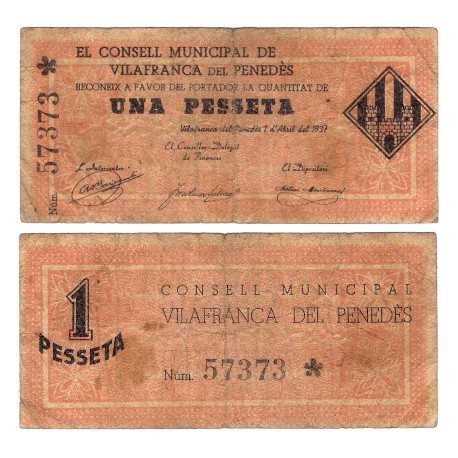 EL CONSELL MUNICIPAL DE
VILAFRANCA DEL PENEDÈS
RECONEIX A FAVOR DEL PORTADOR LA QUANTITAT DE
UNA PESSETA
Vilafranca del Penedès 1 d'Abril del 1937
L'Interventor
El Conseller-Delegat
de Finances
El Dipositari
Núm. 57373 *
1
PESSETA
CONSELL MUNICIPAL
VILAFRANCA DEL PENEDÈS
Núm. 57373 *